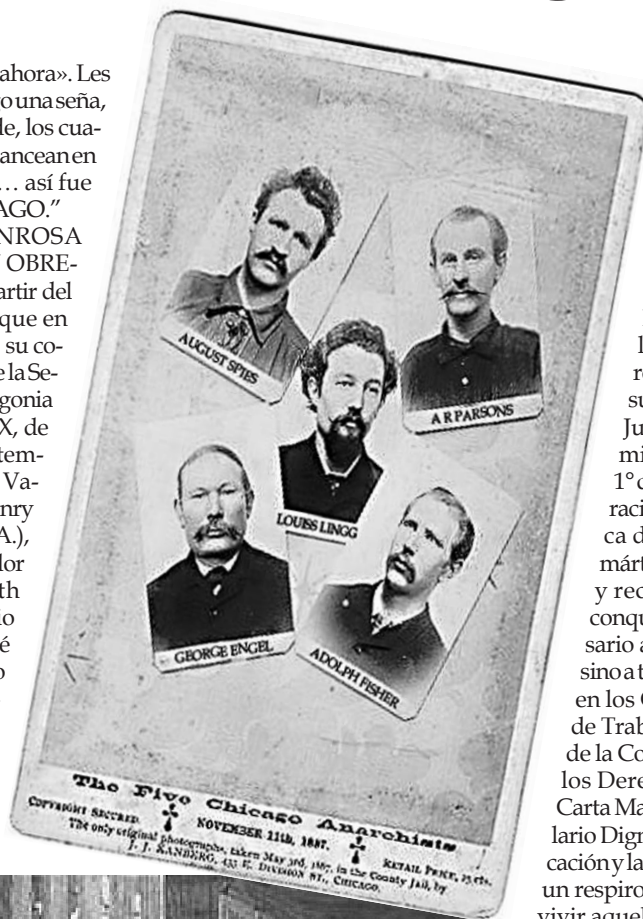 ahora». Les
o una seña,
le, los cua-
ancean en
… así fue
AGO."
NROSA
OBRE-
artir del
que en
su co-
e la Se-
gonia
X, de
tem-
Va-
nry
A.),
lor
th
io
é
o
AUGUST SPIES
A R PARSONS
LOUISS LINGG
GEORGE ENGEL
ADOLPH FISHER
The Five Chicago Anarchists
COPYRIGHT SECURED. NOVEMBER 11th, 1887. RETAIL PRICE, 25 cts.
The only original photographs, taken May 3rd, 1887, in the County Jail, by
J. J. KANBERG, 433 E. DIVISION ST., CHICAGO.
l
re
su
Ju
mi
1° c
raci
ca d
márt
y rec
conqu
sario a
sino a t
en los C
de Trab
de la Co
los Dere
Carta Ma
lario Dign
cación y la
un respiro
vivir aquel